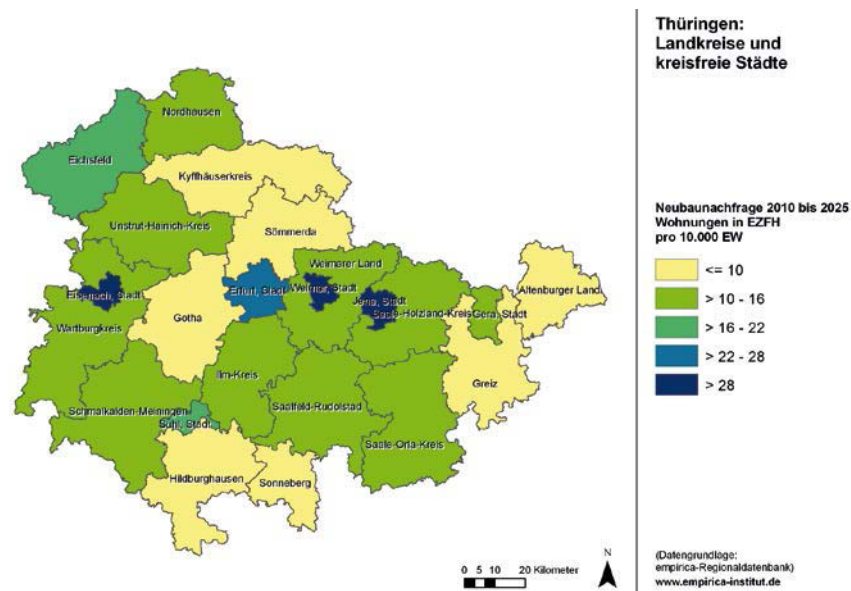 Thüringen:
Landkreise und
kreisfreie Städte
Nordhausen
Eichsfeld
Kyffhäuserkreis
Unstrut-Hainich-Kreis
Sömmerda
Weimarer Land
Eisenach, Stadt
Erfurt, Stadt
Weimar, Stadt
Jena, Stadt
Altenburger Land
Saale-Holzland-Kreis
Gera, Stadt
Gotha
Wartburgkreis
Ilm-Kreis
Greiz
Schmalkalden-Meiningen
Saalfeld-Rudolstad
Suhl, Stadt
Saale-Orla-Kreis
Hildburghausen
Sonneberg
Neubaunachfrage 2010 bis 2025
Wohnungen in EZFH
pro 10.000 EW
<= 10
> 10 - 16
> 16 - 22
> 22 - 28
> 28
N
0 5 10 20 Kilometer
(Datengrundlage:
empirica-Regionaldatenbank)
www.empirica-institut.de